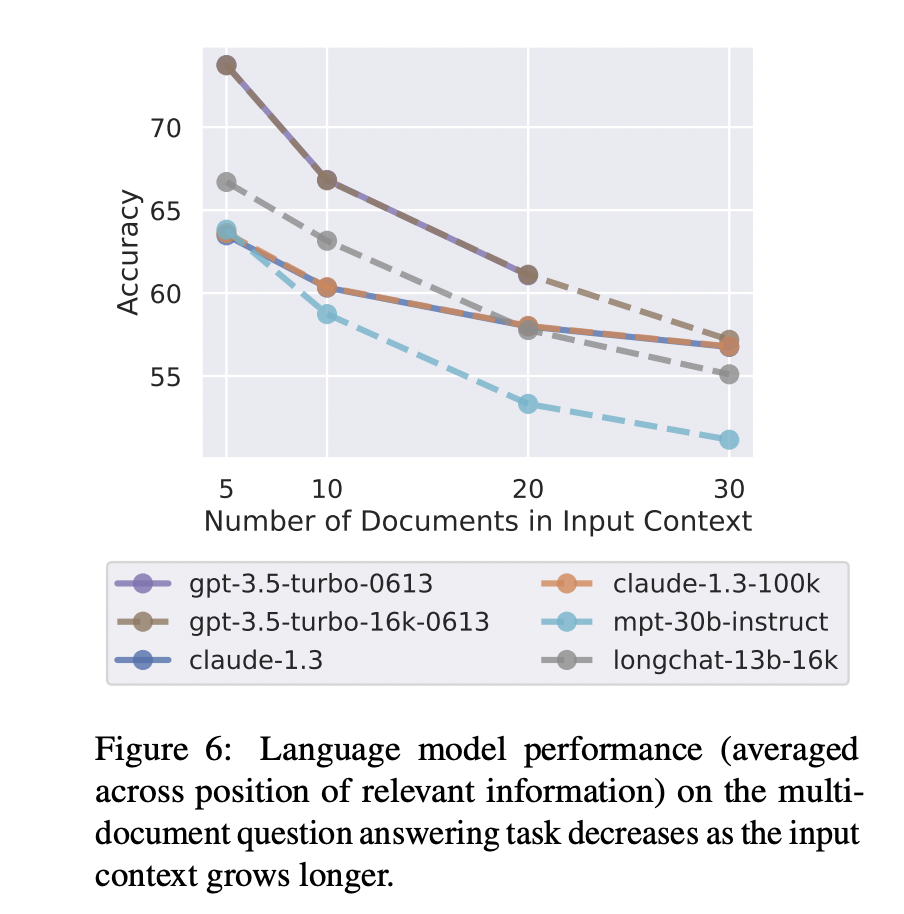 70
65
60
55
Accuracy
5 10 20 30
Number of Documents in Input Context
gpt-3.5-turbo-0613 claude-1.3-100k
gpt-3.5-turbo-16k-0613 mpt-30b-instruct
claude-1.3 longchat-13b-16k
Figure 6: Language model performance (averaged
across position of relevant information) on the multi-
document question answering task decreases as the input
context grows longer.